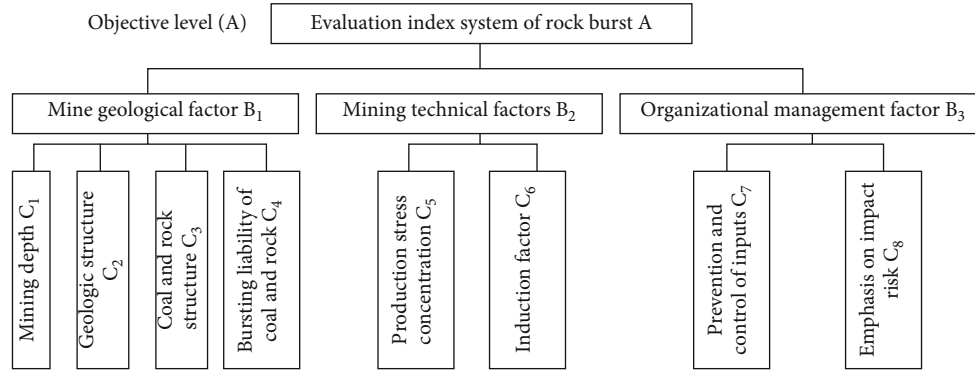 Objective level (A)
Evaluation index system of rock burst A
Mine geological factor B₁
Mining technical factors B₂
Organizational management factor B₃
Mining depth C₁
Geologic structure
C₂
Coal and rock
structure C₃
Bursting liability of
coal and rock C₄
Production stress
concentration C₅
Induction factor C₆
Prevention and
control of inputs C₇
Emphasis on impact
risk C₈